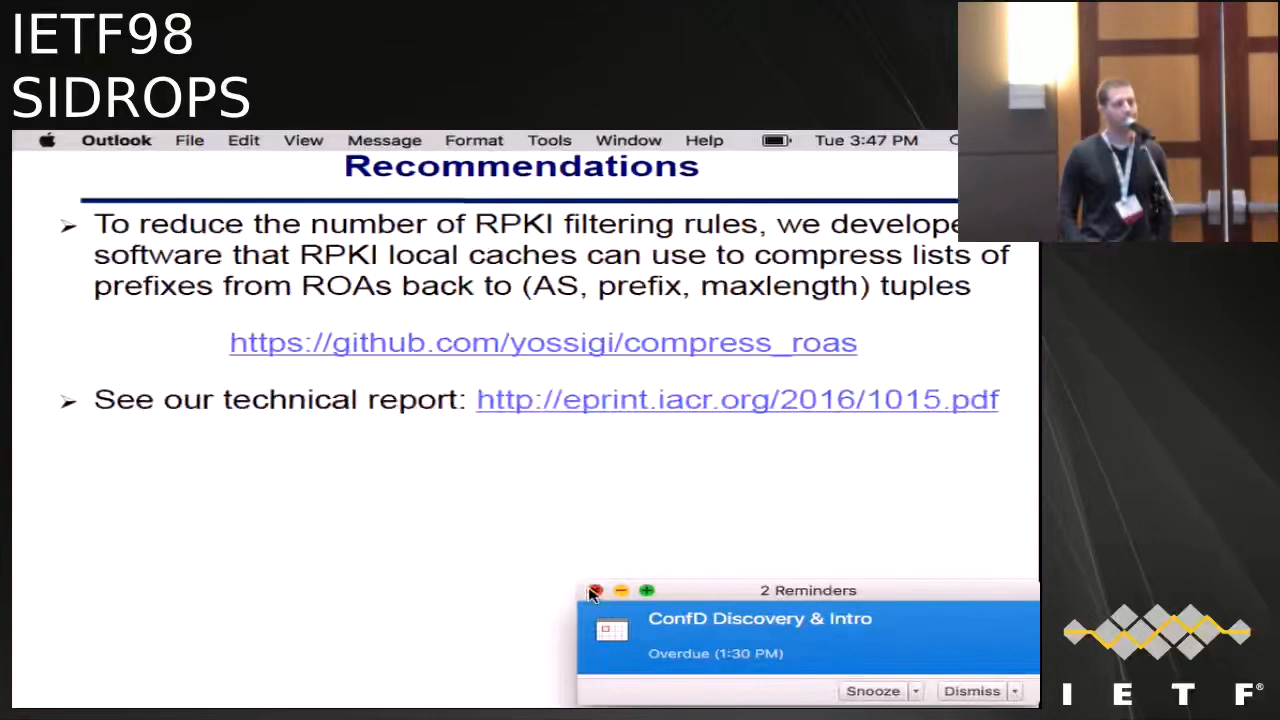 IETF98
SIDROPS
Outlook File Edit View Message Format Tools Window Help Tue 3:47 PM
Recommendations
➢ To reduce the number of RPKI filtering rules, we develope
software that RPKI local caches can use to compress lists of
prefixes from ROAs back to (AS, prefix, maxlength) tuples
https://github.com/yossigi/compress_roas
➢ See our technical report: http://eprint.iacr.org/2016/1015.pdf
2 Reminders
ConfD Discovery & Intro
Overdue (1:30 PM)
Snooze Dismiss
I E T F®